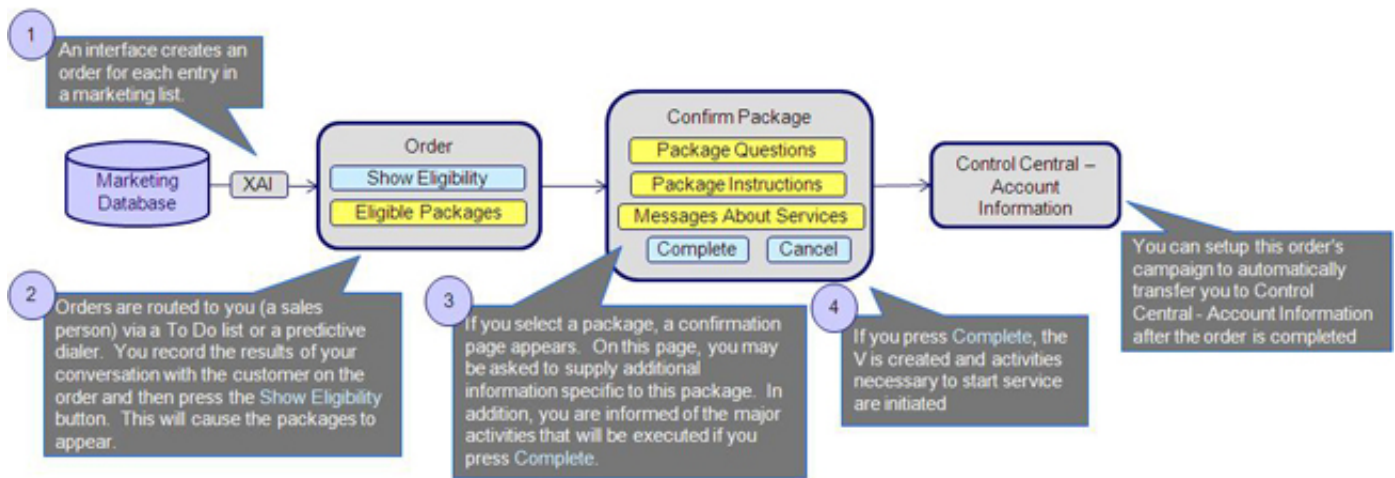 1
An interface creates an
order for each entry in
a marketing list.
Marketing
Database
XAI
Order
Show Eligibility
Eligible Packages
Confirm Package
Package Questions
Package Instructions
Messages About Services
Complete
Cancel
Control Central –
Account
Information
2
Orders are routed to you (a sales
person) via a To Do list or a predictive
dialer. You record the results of your
conversation with the customer on the
order and then press the Show Eligibility
button. This will cause the packages to
appear.
3
If you select a package, a confirmation
page appears. On this page, you may
be asked to supply additional
information specific to this package. In
addition, you are informed of the major
activities that will be executed if you
press Complete.
4
If you press Complete, the
V is created and activities
necessary to start service
are initiated
You can setup this order's
campaign to automatically
transfer you to Control
Central - Account Information
after the order is completed